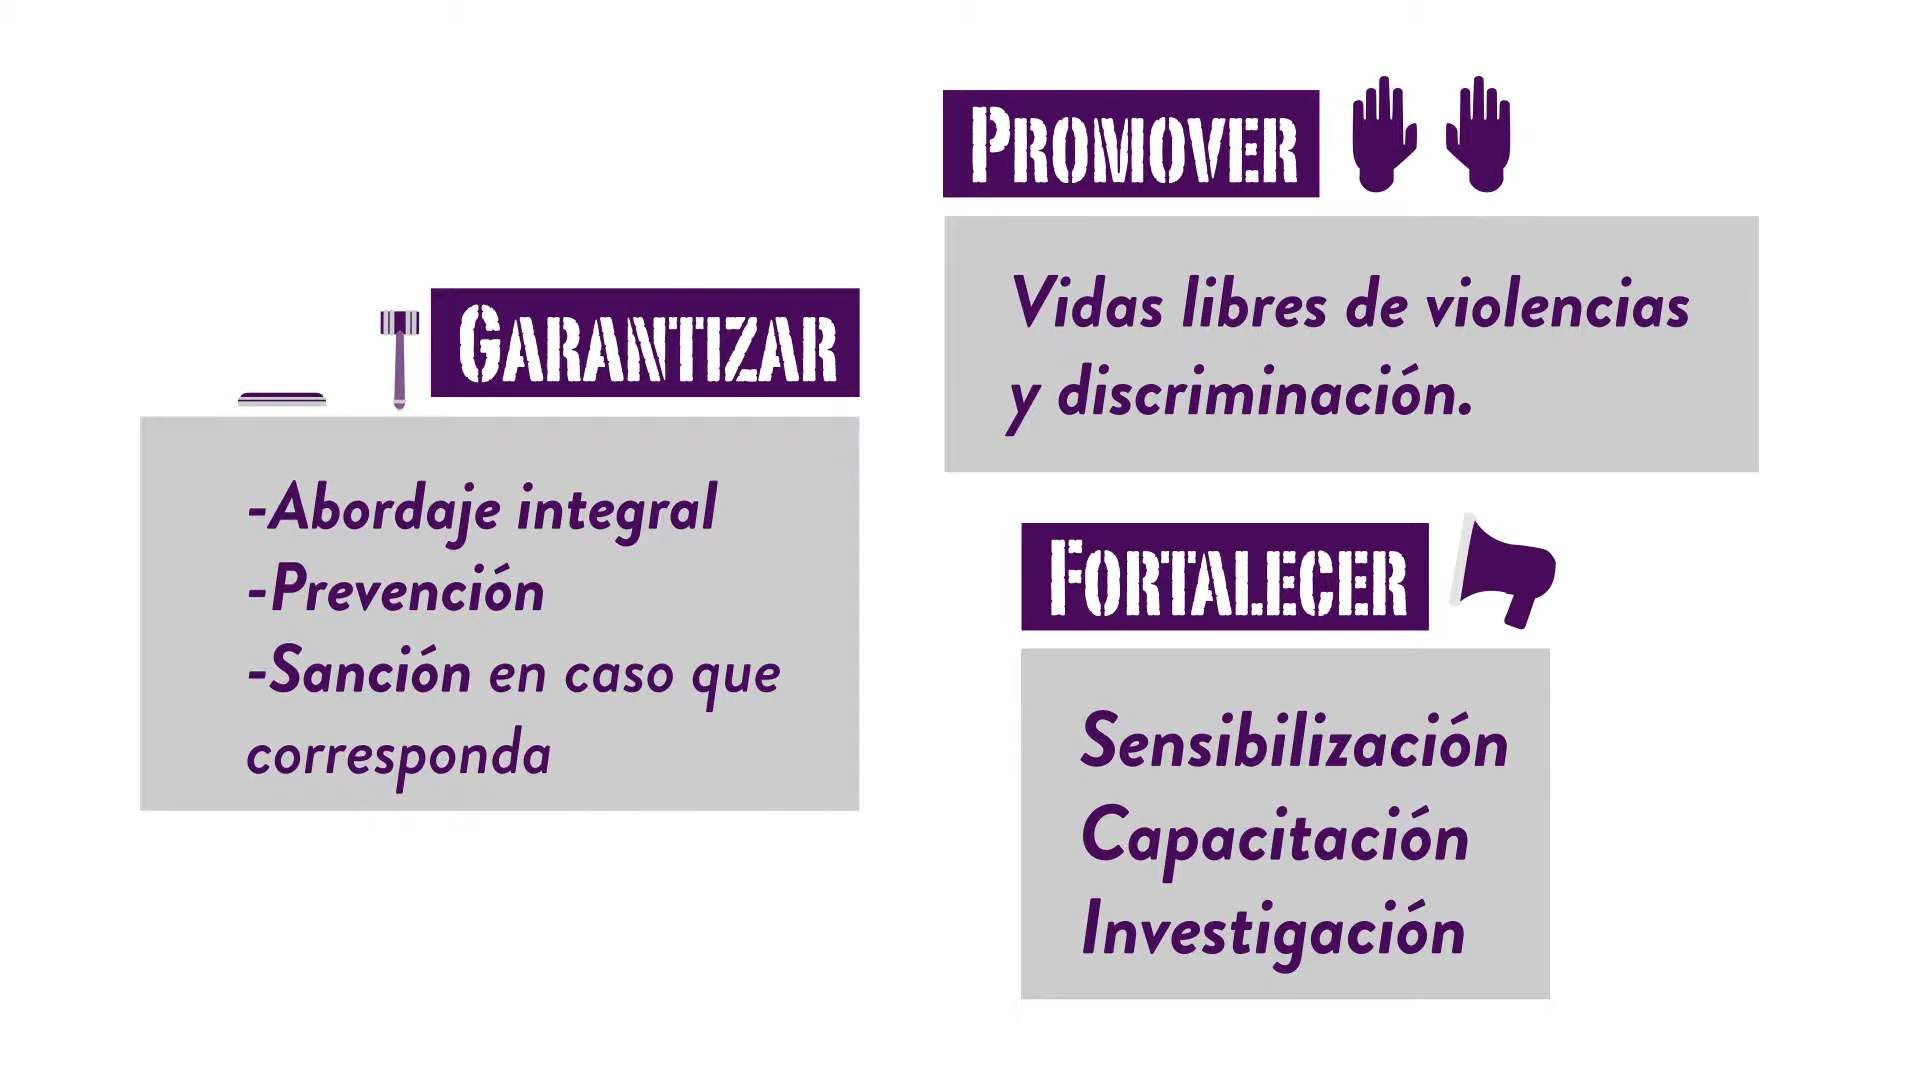 GARANTIZAR
-Abordaje integral
-Prevención
-Sanción en caso que
corresponda
PROMOVER
Vidas libres de violencias
y discriminación.
FORTALECER
Sensibilización
Capacitación
Investigación